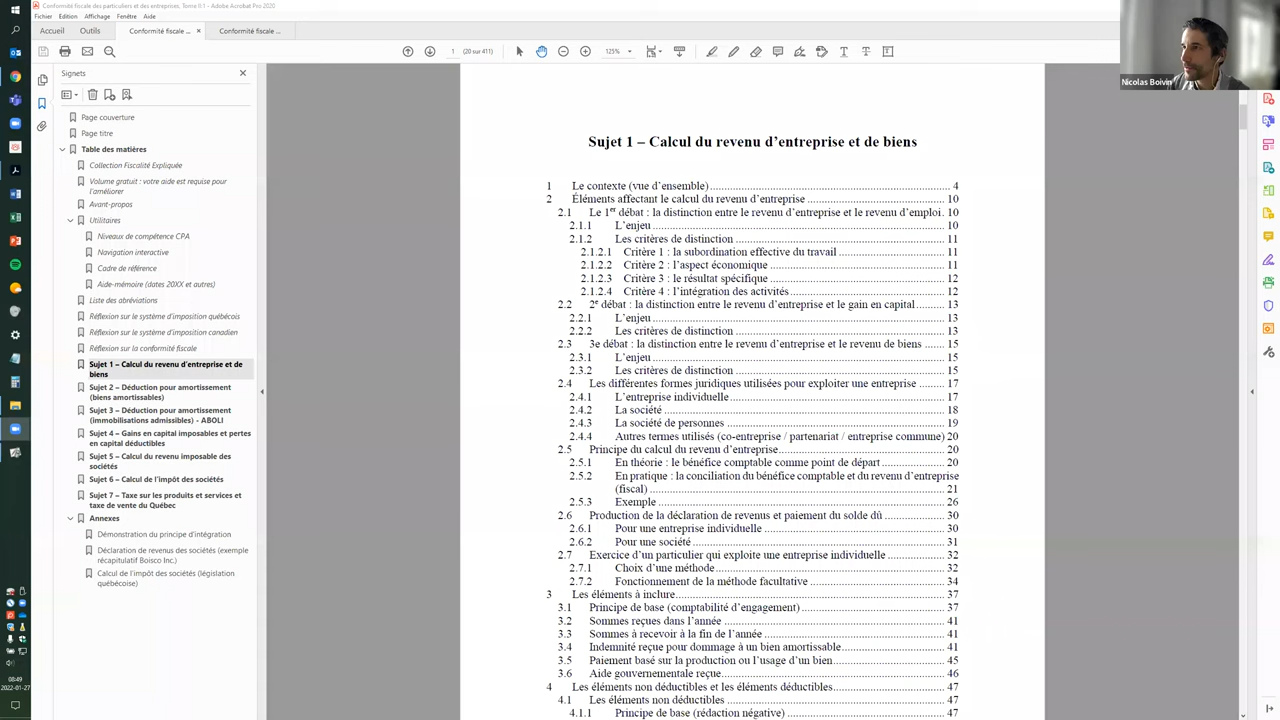 Conformité fiscale des particuliers et des entreprises. Tome II.1 - Adobe Acrobat Pro 2020
Fichier Edition Affichage Fenêtre Aide
Accueil Outils Conformité fiscale ... × Conformité fiscale ...
1 (20 sur 411) 125%
Nicolas Boivin
Signets
Page couverture
Page titre
Table des matières
Collection Fiscalité Expliquée
Volume gratuit : votre aide est requise pour
l'améliorer
Avant-propos
Utilitaires
Niveaux de compétence CPA
Navigation interactive
Cadre de référence
Aide-mémoire (dates 20XX et autres)
Liste des abréviations
Réflexion sur le système d'imposition québécois
Réflexion sur le système d'imposition canadien
Réflexion sur la conformité fiscale
Sujet 1 – Calcul du revenu d'entreprise et de
biens
Sujet 2 – Déduction pour amortissement
(biens amortissables)
Sujet 3 – Déduction pour amortissement
(immobilisations admissibles) - ABOLI
Sujet 4 – Gains en capital imposables et pertes
en capital déductibles
Sujet 5 – Calcul du revenu imposable des
sociétés
Sujet 6 – Calcul de l'impôt des sociétés
Sujet 7 – Taxe sur les produits et services et
taxe de vente du Québec
Annexes
Démonstration du principe d'intégration
Déclaration de revenus des sociétés (exemple
récapitulatif Boisco Inc.)
Calcul de l'impôt des sociétés (législation
québécoise)
Sujet 1 – Calcul du revenu d'entreprise et de biens
1 Le contexte (vue d'ensemble) 4
2 Éléments affectant le calcul du revenu d'entreprise 10
2.1 Le 1er débat : la distinction entre le revenu d'entreprise et le revenu d'emploi. 10
2.1.1 L'enjeu 10
2.1.2 Les critères de distinction 11
2.1.2.1 Critère 1 : la subordination effective du travail 11
2.1.2.2 Critère 2 : l'aspect économique 11
2.1.2.3 Critère 3 : le résultat spécifique 12
2.1.2.4 Critère 4 : l'intégration des activités 12
2.2 2e débat : la distinction entre le revenu d'entreprise et le gain en capital 13
2.2.1 L'enjeu 13
2.2.2 Les critères de distinction 13
2.3 3e débat : la distinction entre le revenu d'entreprise et le revenu de biens 15
2.3.1 L'enjeu 15
2.3.2 Les critères de distinction 15
2.4 Les différentes formes juridiques utilisées pour exploiter une entreprise 17
2.4.1 L'entreprise individuelle 17
2.4.2 La société 18
2.4.3 La société de personnes 19
2.4.4 Autres termes utilisés (co-entreprise / partenariat / entreprise commune) 20
2.5 Principe du calcul du revenu d'entreprise 20
2.5.1 En théorie : le bénéfice comptable comme point de départ 20
2.5.2 En pratique : la conciliation du bénéfice comptable et du revenu d'entreprise
(fiscal) 21
2.5.3 Exemple 26
2.6 Production de la déclaration de revenus et paiement du solde dû 30
2.6.1 Pour une entreprise individuelle 30
2.6.2 Pour une société 31
2.7 Exercice d'un particulier qui exploite une entreprise individuelle 32
2.7.1 Choix d'une méthode 32
2.7.2 Fonctionnement de la méthode facultative 34
3 Les éléments à inclure 37
3.1 Principe de base (comptabilité d'engagement) 37
3.2 Sommes reçues dans l'année 41
3.3 Sommes à recevoir à la fin de l'année 41
3.4 Indemnité reçue pour dommage à un bien amortissable 41
3.5 Paiement basé sur la production ou l'usage d'un bien 45
3.6 Aide gouvernementale reçue 46
4 Les éléments non déductibles et les éléments déductibles 47
4.1 Les éléments non déductibles 47
4.1.1 Principe de base (rédaction négative) 47
08:49
2022-01-27